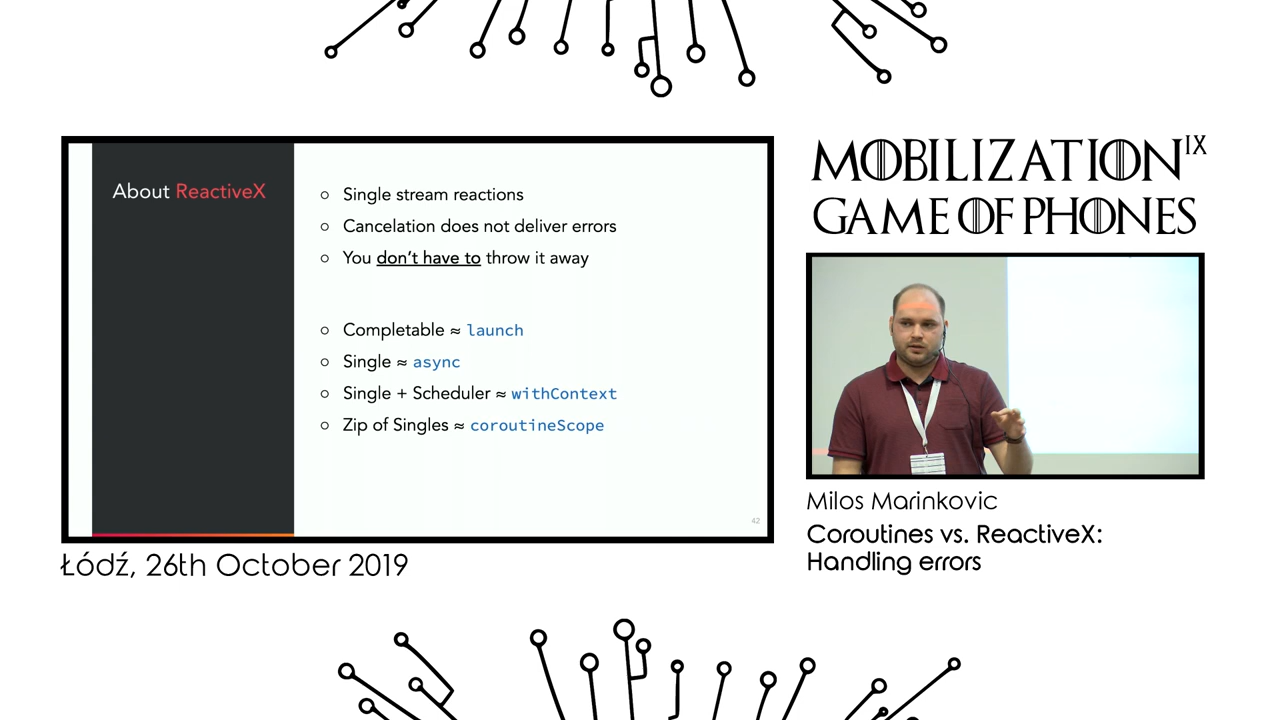 About ReactiveX
Single stream reactions
Cancelation does not deliver errors
You don't have to throw it away
Completable ≈ launch
Single ≈ async
Single + Scheduler ≈ withContext
Zip of Singles ≈ coroutineScope
42
Łódź, 26th October 2019
MOBILIZATION IX
GAME OF PHONES
Milos Marinkovic
Coroutines vs. ReactiveX:
Handling errors